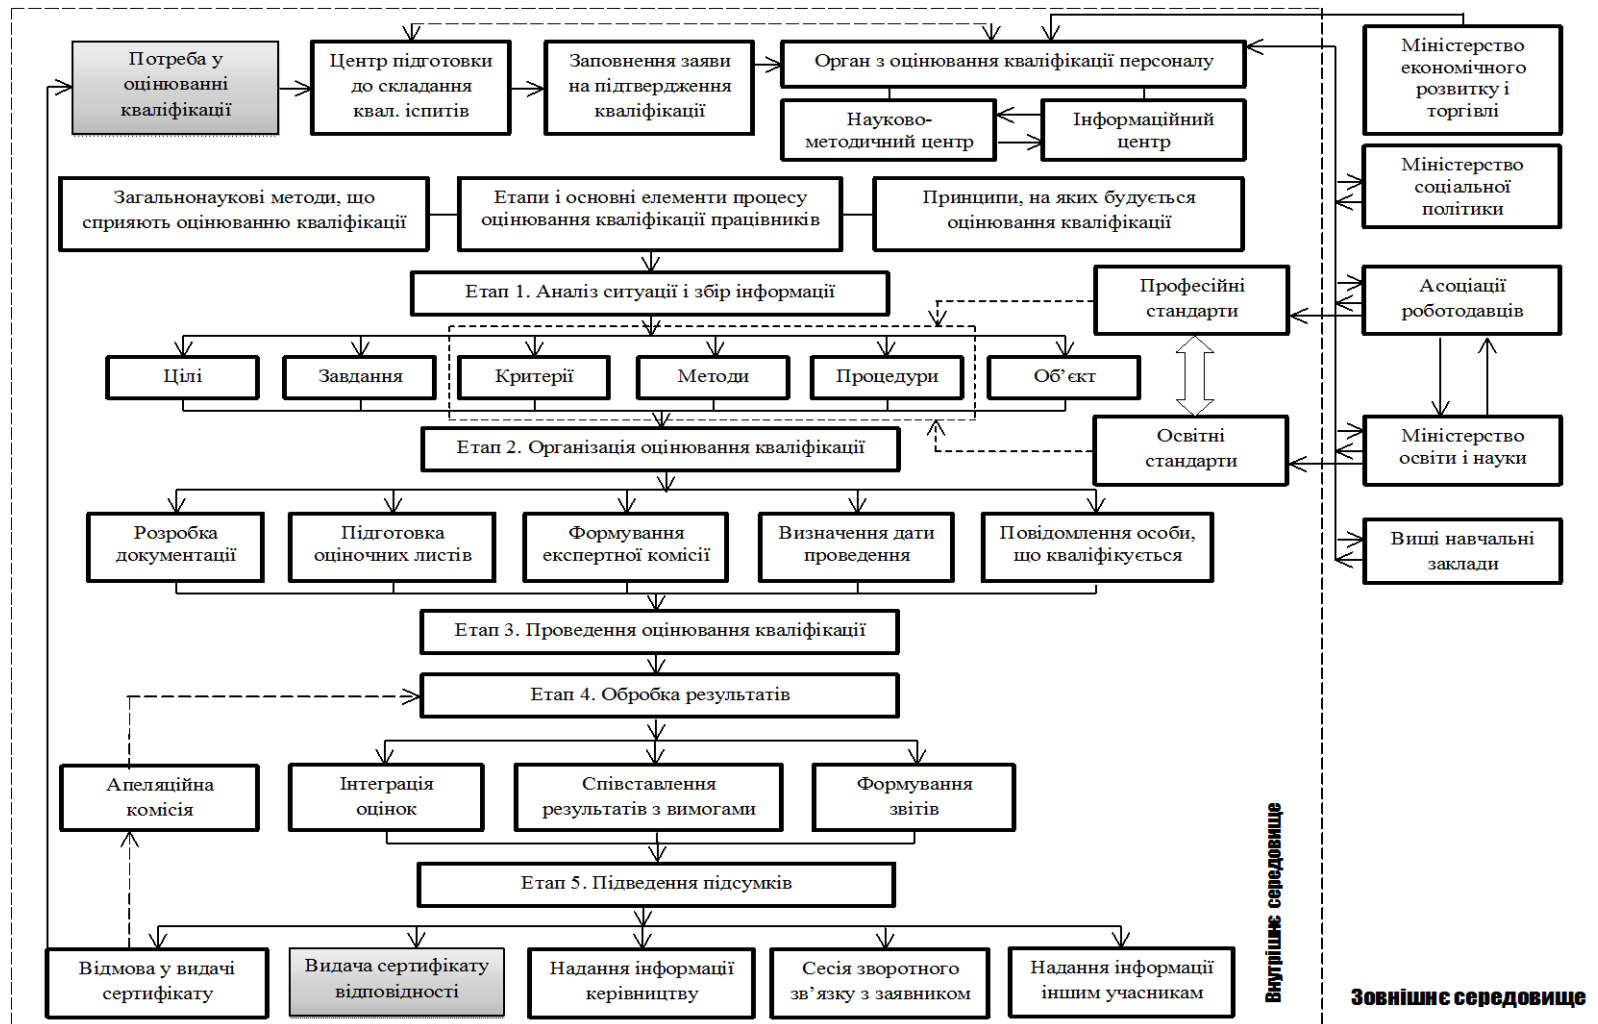 Потреба у
оцінюванні
кваліфікації
Центр підготовки
до складання
квал. іспитів
Заповнення заяви
на підтвердження
кваліфікації
Орган з оцінювання кваліфікації персоналу
Науково-
методичний центр
Інформаційний
центр
Міністерство
економічного
розвитку і
торгівлі
Міністерство
соціальної
політики
Загальнонаукові методи, що
сприяють оцінюванню кваліфікації
Етапи і основні елементи процесу
оцінювання кваліфікації працівників
Принципи, на яких будується
оцінювання кваліфікації
Етап 1. Аналіз ситуації і збір інформації
Професійні
стандарти
Асоціації
роботодавців
Цілі
Завдання
Критерії
Методи
Процедури
Об’єкт
Етап 2. Організація оцінювання кваліфікації
Освітні
стандарти
Міністерство
освіти і науки
Розробка
документації
Підготовка
оціночних листів
Формування
експертної комісії
Визначення дати
проведення
Повідомлення особи,
що кваліфікується
Вищі навчальні
заклади
Етап 3. Проведення оцінювання кваліфікації
Етап 4. Обробка результатів
Апеляційна
комісія
Інтеграція
оцінок
Співставлення
результатів з вимогами
Формування
звітів
Етап 5. Підведення підсумків
Відмова у видачі
сертифікату
Видача сертифікату
відповідності
Надання інформації
керівництву
Сесія зворотного
зв’язку з заявником
Надання інформації
іншим учасникам
Внутрішнє середовище
Зовнішнє середовище